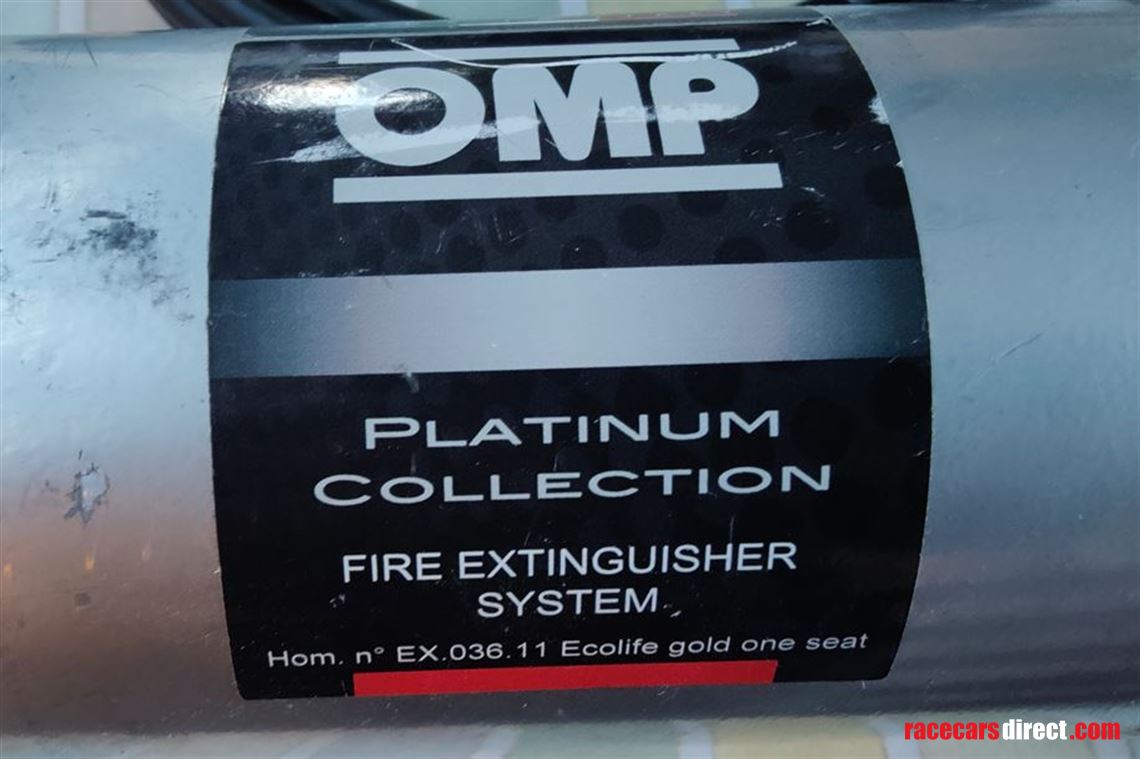 OMP
PLATINUM
COLLECTION
FIRE EXTINGUISHER
SYSTEM
Hom. n° EX.036.11 Ecolife gold one seat
racecarsdirect.com